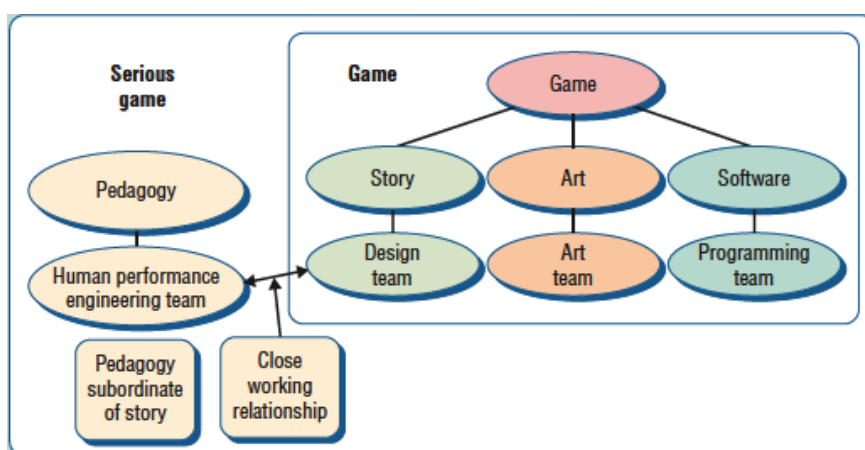 Serious
game
Game
Game
Story
Art
Software
Pedagogy
Design
team
Art
team
Programming
team
Human performance
engineering team
Pedagogy
subordinate
of story
Close
working
relationship